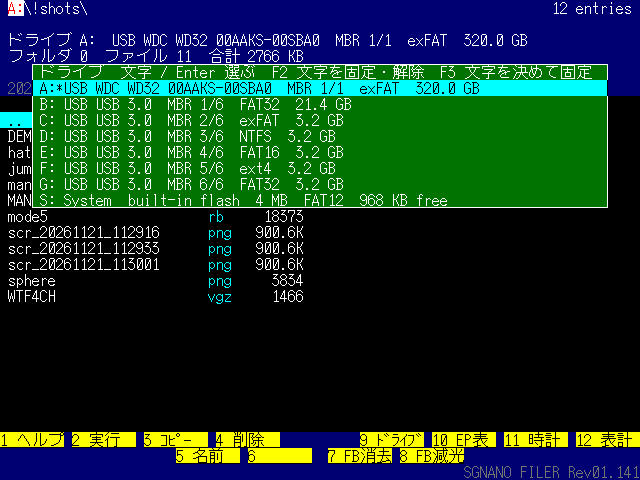 A:\!shots\ 12 entries
ドライブ A: USB WDC WD32 00AAKS-00SBA0 MBR 1/1 exFAT 320.0 GB
フォルダ 0 ファイル 11 合計 2766 KB
ドライブ 文字 / Enter 選ぶ F2 文字を固定・解除 F3 文字を決めて固定
202
A:*USB WDC WD32 00AAKS-00SBA0 MBR 1/1 exFAT 320.0 GB
B: USB USB 3.0 MBR 1/6 FAT32 21.4 GB
.. C: USB USB 3.0 MBR 2/6 exFAT 3.2 GB
DEM D: USB USB 3.0 MBR 3/6 NTFS 3.2 GB
hat E: USB USB 3.0 MBR 4/6 FAT16 3.2 GB
jum F: USB USB 3.0 MBR 5/6 ext4 3.2 GB
man G: USB USB 3.0 MBR 6/6 FAT32 3.2 GB
MAN S: System built-in flash 4 MB FAT12 968 KB free
mode5 rb 18373
scr_20261121_112916 png 900.6K
scr_20261121_112933 png 900.6K
scr_20261121_113001 png 900.6K
sphere png 3834
WTF4CH vgz 1466
1 ヘルプ 2 実行 3 ｺﾋﾟｰ 4 削除 9 ﾄﾞﾗｲﾌﾞ 10 EP表 11 時計 12 表計
5 名前 6 7 FB消去 8 FB減光
SGNANO FILER Rev01.141